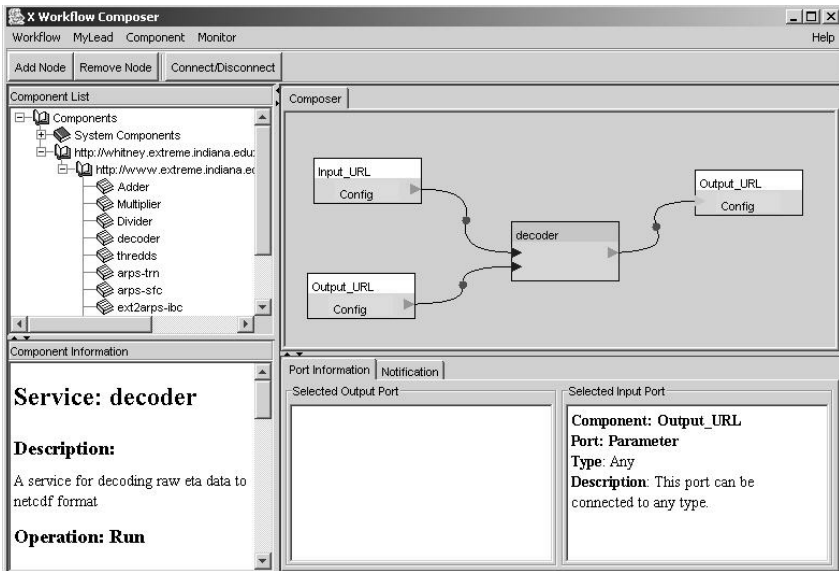 X Workflow Composer
Workflow MyLead Component Monitor Help
Add Node Remove Node Connect/Disconnect
Component List
Components
System Components
http://whitney.extreme.indiana.edu:
http://www.extreme.indiana.ed
Adder
Multiplier
Divider
decoder
thredds
arps-trn
arps-sfc
ext2arps-ibc
Component Information
Service: decoder
Description:
A service for decoding raw eta data to
netcdf format
Operation: Run
Composer
Input_URL
Config
Output_URL
Config
decoder
Output_URL
Config
Port Information Notification
Selected Output Port
Selected Input Port
Component: Output_URL
Port: Parameter
Type: Any
Description: This port can be
connected to any type.